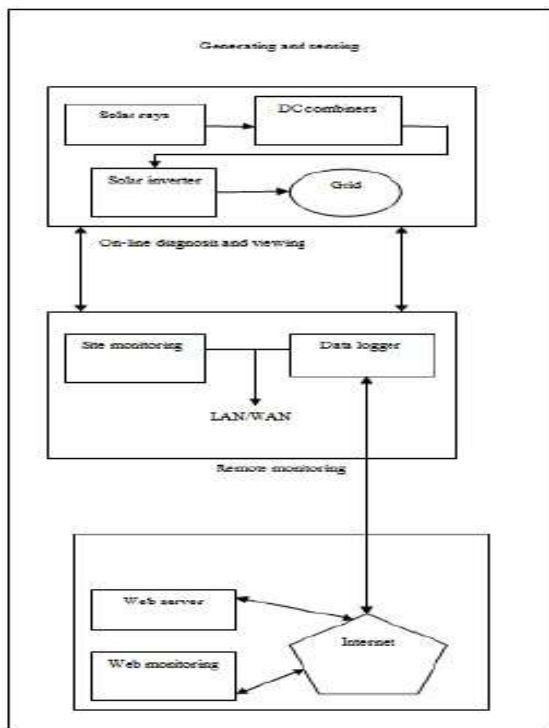 Generating and sensing
Solar rays
DC combiners
Solar inverter
Grid
On-line diagnosis and viewing
Site monitoring
Data logger
LAN/WAN
Remote monitoring
Web server
Internet
Web monitoring